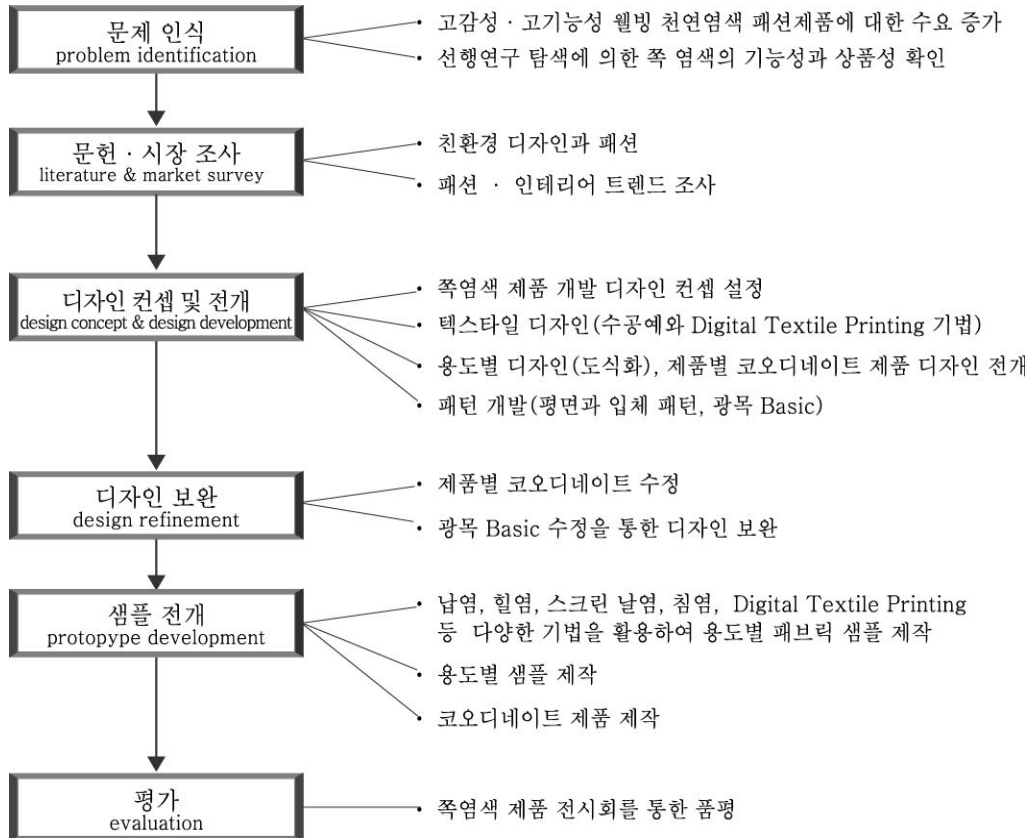 문제 인식
problem identification
• 고감성 · 고기능성 웰빙 천연염색 패션제품에 대한 수요 증가
• 선행연구 탐색에 의한 쪽 염색의 기능성과 상품성 확인
문헌 · 시장 조사
literature & market survey
• 친환경 디자인과 패션
• 패션 · 인테리어 트렌드 조사
디자인 컨셉 및 전개
design concept & design development
• 쪽염색 제품 개발 디자인 컨셉 설정
• 텍스타일 디자인(수공예와 Digital Textile Printing 기법)
• 용도별 디자인(도식화), 제품별 코오디네이트 제품 디자인 전개
• 패턴 개발(평면과 입체 패턴, 광목 Basic)
디자인 보완
design refinement
• 제품별 코오디네이트 수정
• 광목 Basic 수정을 통한 디자인 보완
샘플 전개
protopype development
• 납염, 힐염, 스크린 날염, 침염, Digital Textile Printing
등 다양한 기법을 활용하여 용도별 패브릭 샘플 제작
• 용도별 샘플 제작
• 코오디네이트 제품 제작
평가
evaluation
• 쪽염색 제품 전시회를 통한 품평